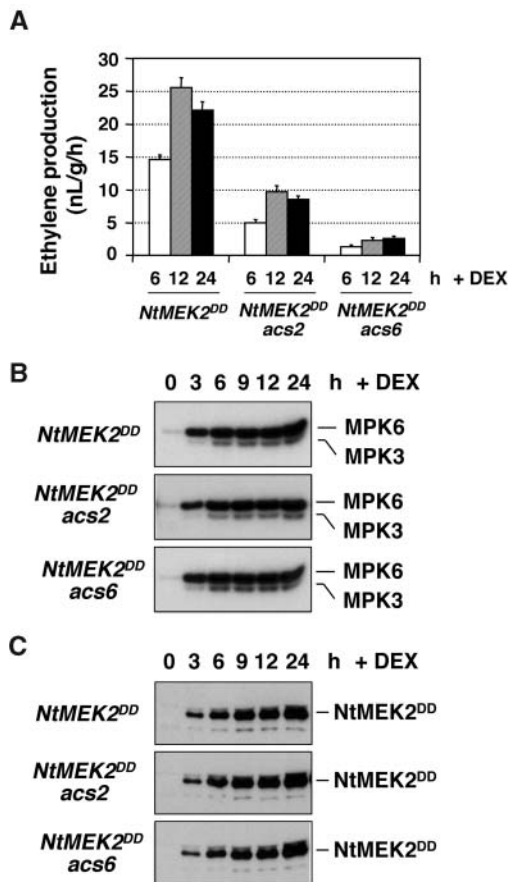 A
Ethylene production
(nL/g/h)
30
25
20
15
10
5
0
6 12 24 6 12 24 6 12 24 h + DEX
NtMEK2DD NtMEK2DD NtMEK2DD
acs2 acs6
B
0 3 6 9 12 24 h + DEX
NtMEK2DD
MPK6
MPK3
NtMEK2DD
acs2
MPK6
MPK3
NtMEK2DD
acs6
MPK6
MPK3
C
0 3 6 9 12 24 h + DEX
NtMEK2DD
NtMEK2DD
NtMEK2DD
acs2
NtMEK2DD
NtMEK2DD
acs6
NtMEK2DD